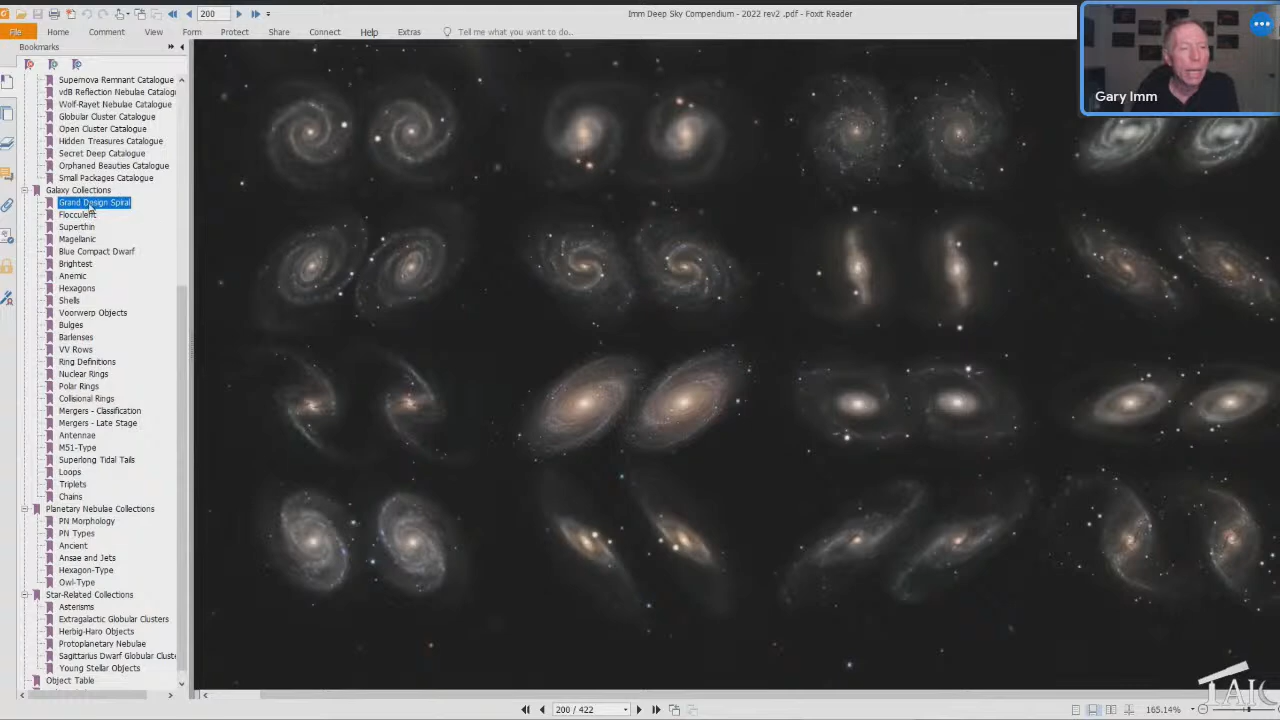 200
Imm Deep Sky Compendium - 2022 rev2 .pdf - Foxit Reader
File Home Comment View Form Protect Share Connect Help Extras Tell me what you want to do..
Bookmarks
Supernova Remnant Catalogue
vdB Reflection Nebulae Catalogu
Wolf-Rayet Nebulae Catalogue
Globular Cluster Catalogue
Open Cluster Catalogue
Hidden Treasures Catalogue
Secret Deep Catalogue
Orphaned Beauties Catalogue
Small Packages Catalogue
Galaxy Collections
Grand Design Spiral
Flocculent
Superthin
Magellanic
Blue Compact Dwarf
Brightest
Anemic
Hexagons
Shells
Voorwerp Objects
Bulges
Barlenses
VV Rows
Ring Definitions
Nuclear Rings
Polar Rings
Collisional Rings
Mergers - Classification
Mergers - Late Stage
Antennae
M51-Type
Superlong Tidal Tails
Loops
Triplets
Chains
Planetary Nebulae Collections
PN Morphology
PN Types
Ancient
Ansae and Jets
Hexagon-Type
Owl-Type
Star-Related Collections
Asterisms
Extragalactic Globular Clusters
Herbig-Haro Objects
Protoplanetary Nebulae
Sagittarius Dwarf Globular Cluste
Young Stellar Objects
Object Table
Gary Imm
200 / 422
165.14%
TAIC